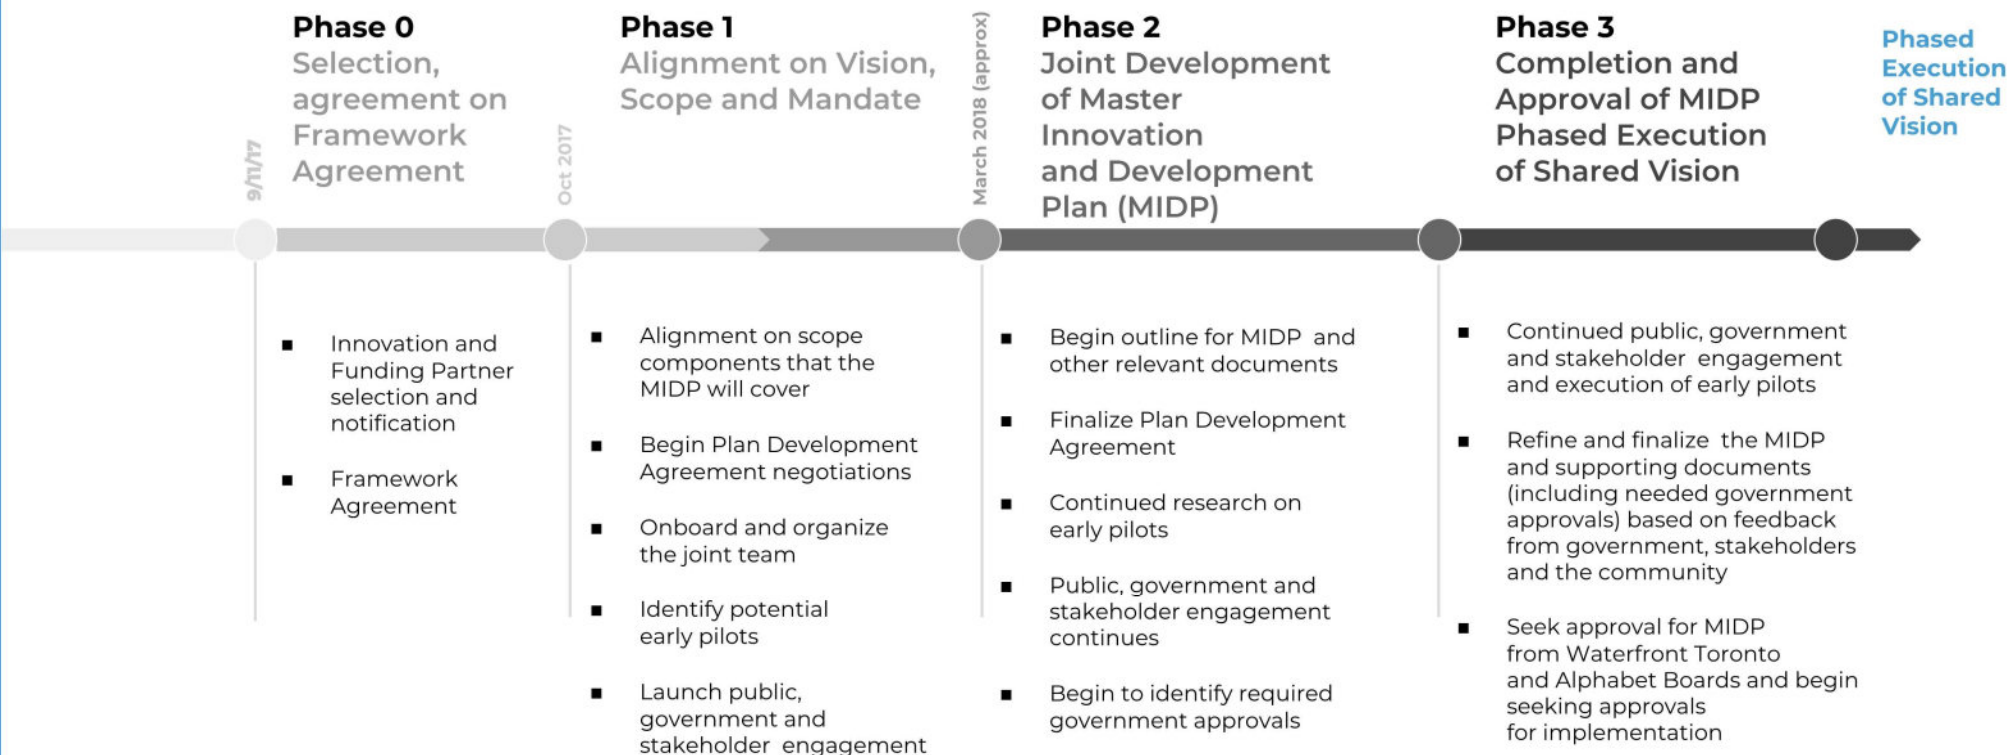 Phase 0
Selection,
agreement on
Framework
Agreement
Phase 1
Alignment on Vision,
Scope and Mandate
Phase 2
Joint Development
of Master
Innovation
and Development
Plan (MIDP)
Phase 3
Completion and
Approval of MIDP
Phased Execution
of Shared Vision
Phased
Execution
of Shared
Vision
9/11/17
Oct 2017
March 2018 (approx)
▪ Innovation and
Funding Partner
selection and
notification
▪ Framework
Agreement
▪ Alignment on scope
components that the
MIDP will cover
▪ Begin Plan Development
Agreement negotiations
▪ Onboard and organize
the joint team
▪ Identify potential
early pilots
▪ Launch public,
government and
stakeholder engagement
▪ Begin outline for MIDP and
other relevant documents
▪ Finalize Plan Development
Agreement
▪ Continued research on
early pilots
▪ Public, government and
stakeholder engagement
continues
▪ Begin to identify required
government approvals
▪ Continued public, government
and stakeholder engagement
and execution of early pilots
▪ Refine and finalize the MIDP
and supporting documents
(including needed government
approvals) based on feedback
from government, stakeholders
and the community
▪ Seek approval for MIDP
from Waterfront Toronto
and Alphabet Boards and begin
seeking approvals
for implementation